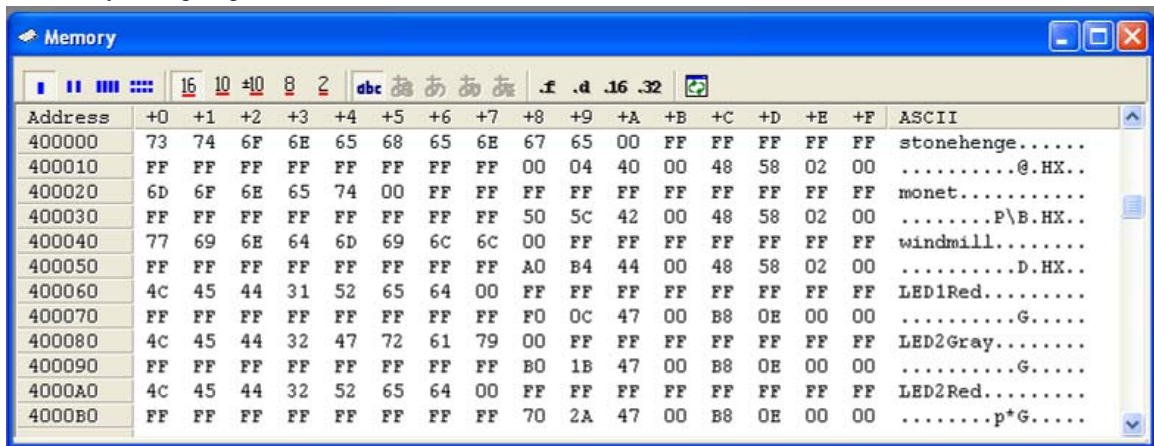 Memory
16 10 ±10 8 2 abc あ あ .f .d .16 .32
Address +0 +1 +2 +3 +4 +5 +6 +7 +8 +9 +A +B +C +D +E +F ASCII
400000 73 74 6F 6E 65 68 65 6E 67 65 00 FF FF FF FF FF stonehenge......
400010 FF FF FF FF FF FF FF FF 00 04 40 00 48 58 02 00 ..........@.HX..
400020 6D 6F 6E 65 74 00 FF FF FF FF FF FF FF FF FF FF monet...........
400030 FF FF FF FF FF FF FF FF 50 5C 42 00 48 58 02 00 ........P\B.HX..
400040 77 69 6E 64 6D 69 6C 6C 00 FF FF FF FF FF FF FF windmill........
400050 FF FF FF FF FF FF FF FF A0 B4 44 00 48 58 02 00 ..........D.HX..
400060 4C 45 44 31 52 65 64 00 FF FF FF FF FF FF FF FF LED1Red.........
400070 FF FF FF FF FF FF FF FF F0 0C 47 00 B8 0E 00 00 ..........G.....
400080 4C 45 44 32 47 72 61 79 00 FF FF FF FF FF FF FF LED2Gray........
400090 FF FF FF FF FF FF FF FF B0 1B 47 00 B8 0E 00 00 ..........G.....
4000A0 4C 45 44 32 52 65 64 00 FF FF FF FF FF FF FF FF LED2Red.........
4000B0 FF FF FF FF FF FF FF FF 70 2A 47 00 B8 0E 00 00 ........p*G.....